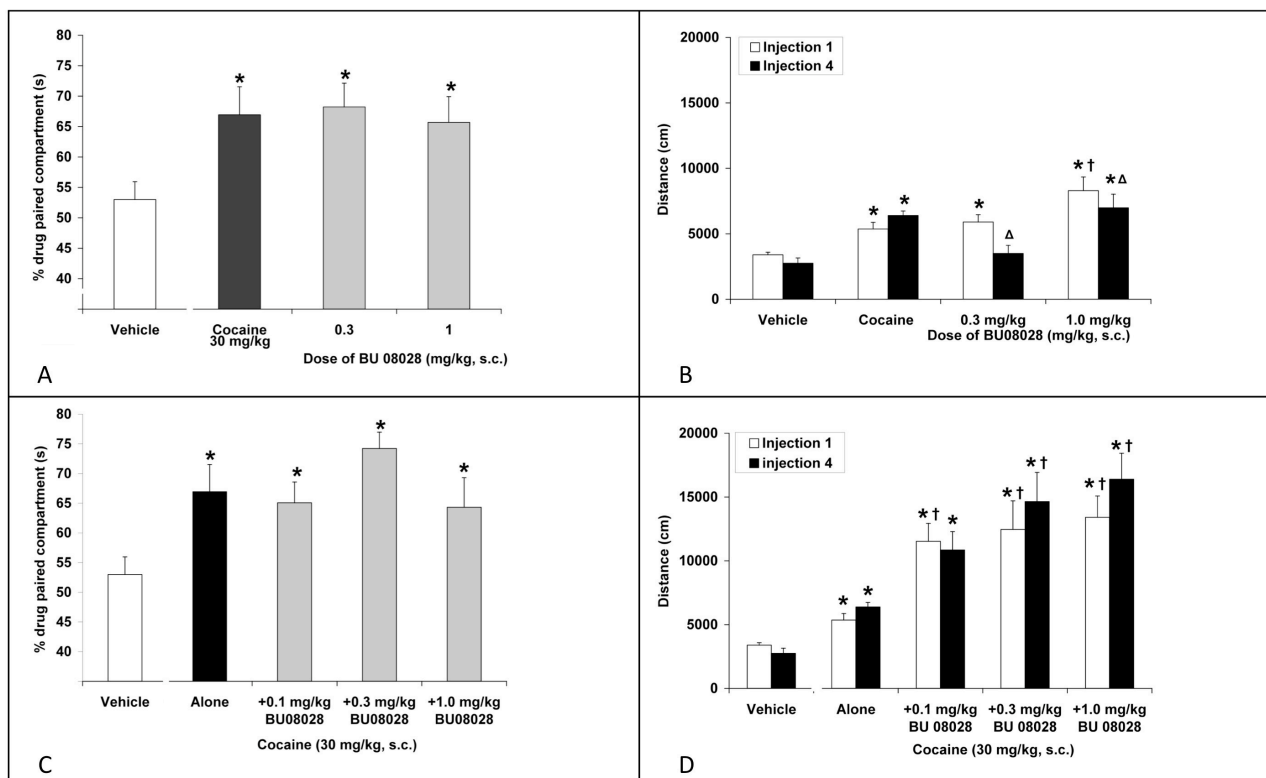 80
75
70
65
60
55
50
45
40
% drug paired compartment (s)
*
*
*
Vehicle
Cocaine
30 mg/kg
0.3
1
Dose of BU 08028 (mg/kg, s.c.)
A
20000
15000
10000
5000
0
Distance (cm)
Injection 1
Injection 4
* * * Δ * † * Δ
Vehicle
Cocaine
0.3 mg/kg
1.0 mg/kg
Dose of BU08028 (mg/kg, s.c.)
B
80
75
70
65
60
55
50
45
40
% drug paired compartment (s)
*
*
*
*
Vehicle
Alone
+0.1 mg/kg
BU08028
+0.3 mg/kg
BU08028
+1.0 mg/kg
BU08028
Cocaine (30 mg/kg, s.c.)
C
20000
15000
10000
5000
0
Distance (cm)
Injection 1
injection 4
* * * † * * † * † * † * †
Vehicle
Alone
+0.1 mg/kg
BU 08028
+0.3 mg/kg
BU 08028
+1.0 mg/kg
BU 08028
Cocaine (30 mg/kg, s.c.)
D